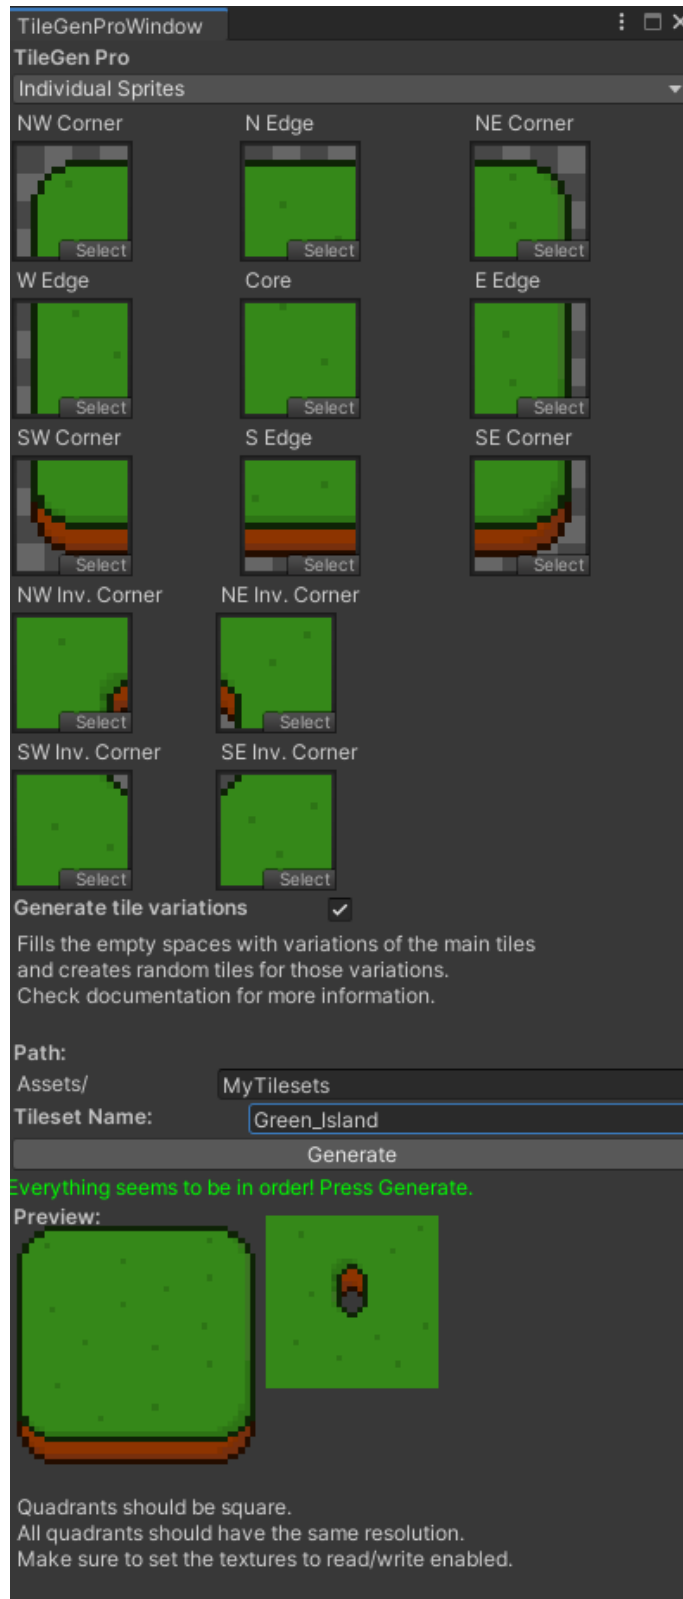 TileGenProWindow
TileGen Pro
Individual Sprites
NW Corner N Edge NE Corner
Select Select Select
W Edge Core E Edge
Select Select Select
SW Corner S Edge SE Corner
Select Select Select
NW Inv. Corner NE Inv. Corner
Select Select
SW Inv. Corner SE Inv. Corner
Select Select
Generate tile variations
Fills the empty spaces with variations of the main tiles
and creates random tiles for those variations.
Check documentation for more information.
Path:
Assets/ MyTilesets
Tileset Name: Green_Island
Generate
Everything seems to be in order! Press Generate.
Preview:
Quadrants should be square.
All quadrants should have the same resolution.
Make sure to set the textures to read/write enabled.